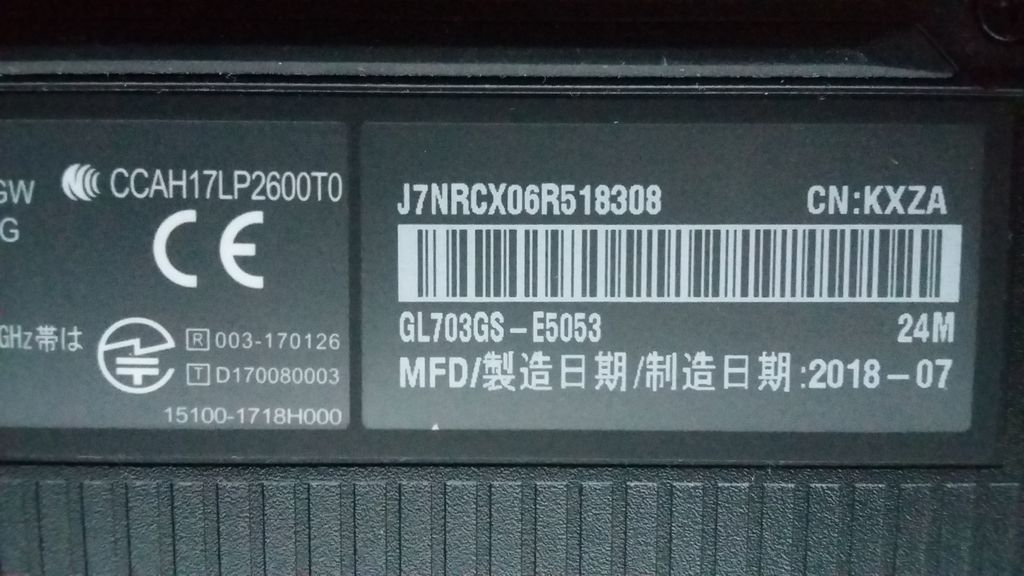 GW
CCAH17LP2600T0
G
CE
GHz帯は
R 003-170126
T D170080003
15100-1718H000
J7NRCX06R518308 CN:KXZA
GL703GS-E5053 24M
MFD/製造日期/制造日期:2018-07